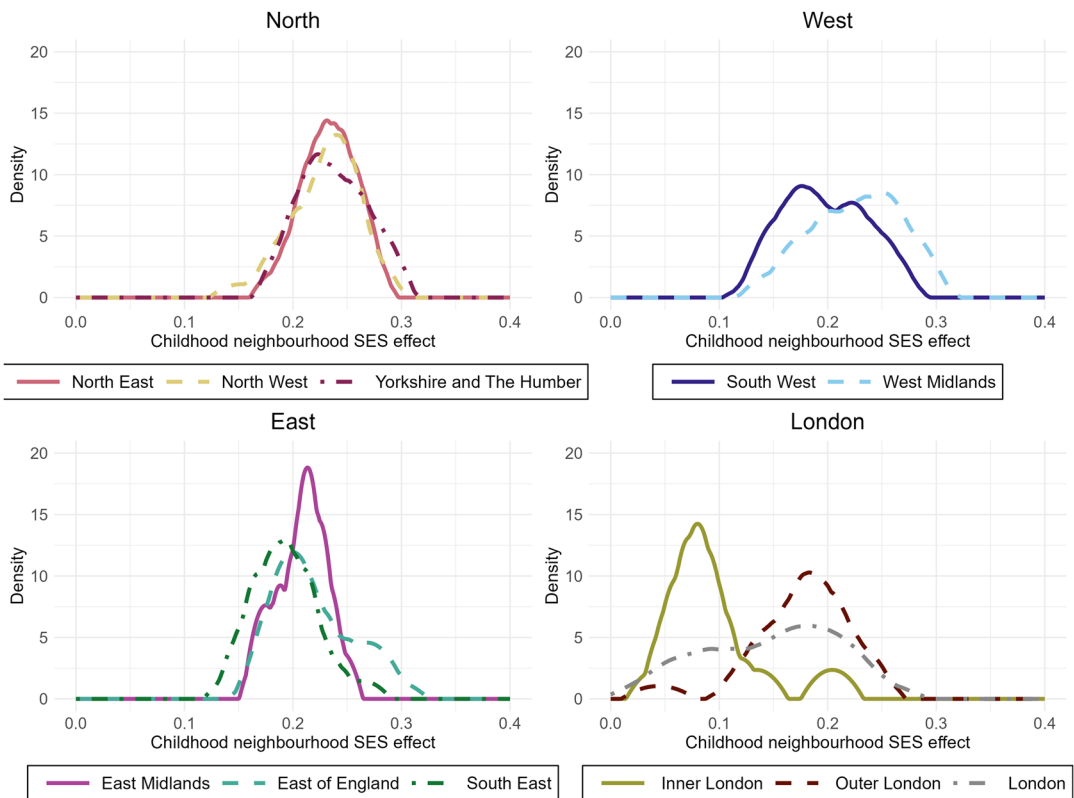 North
West
20
15
10
5
0
Density
0.0 0.1 0.2 0.3 0.4
Childhood neighbourhood SES effect
North East North West Yorkshire and The Humber
20
15
10
5
0
Density
0.0 0.1 0.2 0.3 0.4
Childhood neighbourhood SES effect
South West West Midlands
East
London
20
15
10
5
0
Density
0.0 0.1 0.2 0.3 0.4
Childhood neighbourhood SES effect
East Midlands East of England South East
20
15
10
5
0
Density
0.0 0.1 0.2 0.3 0.4
Childhood neighbourhood SES effect
Inner London Outer London London